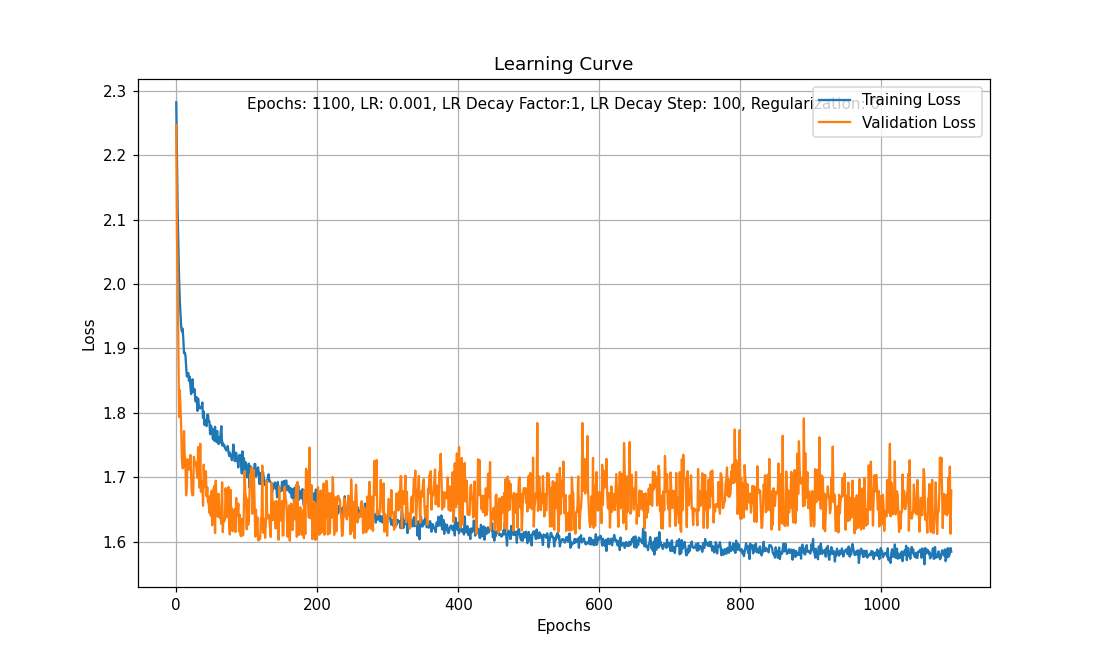 Learning Curve
Epochs: 1100, LR: 0.001, LR Decay Factor:1, LR Decay Step: 100, Regularization: 0
Training Loss
Validation Loss
2.3
2.2
2.1
2.0
1.9
1.8
1.7
1.6
Loss
0 200 400 600 800 1000
Epochs